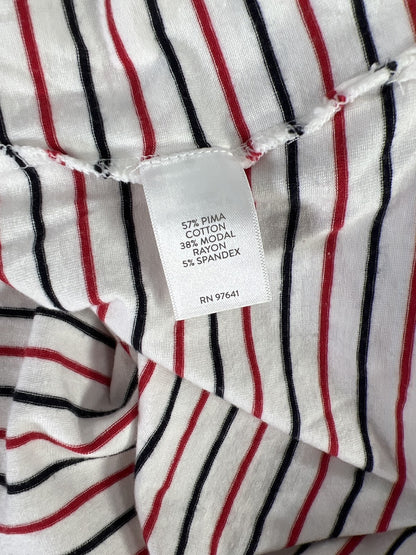 57% PIMA
COTTON
38% MODAL
RAYON
5% SPANDEX
RN 97641